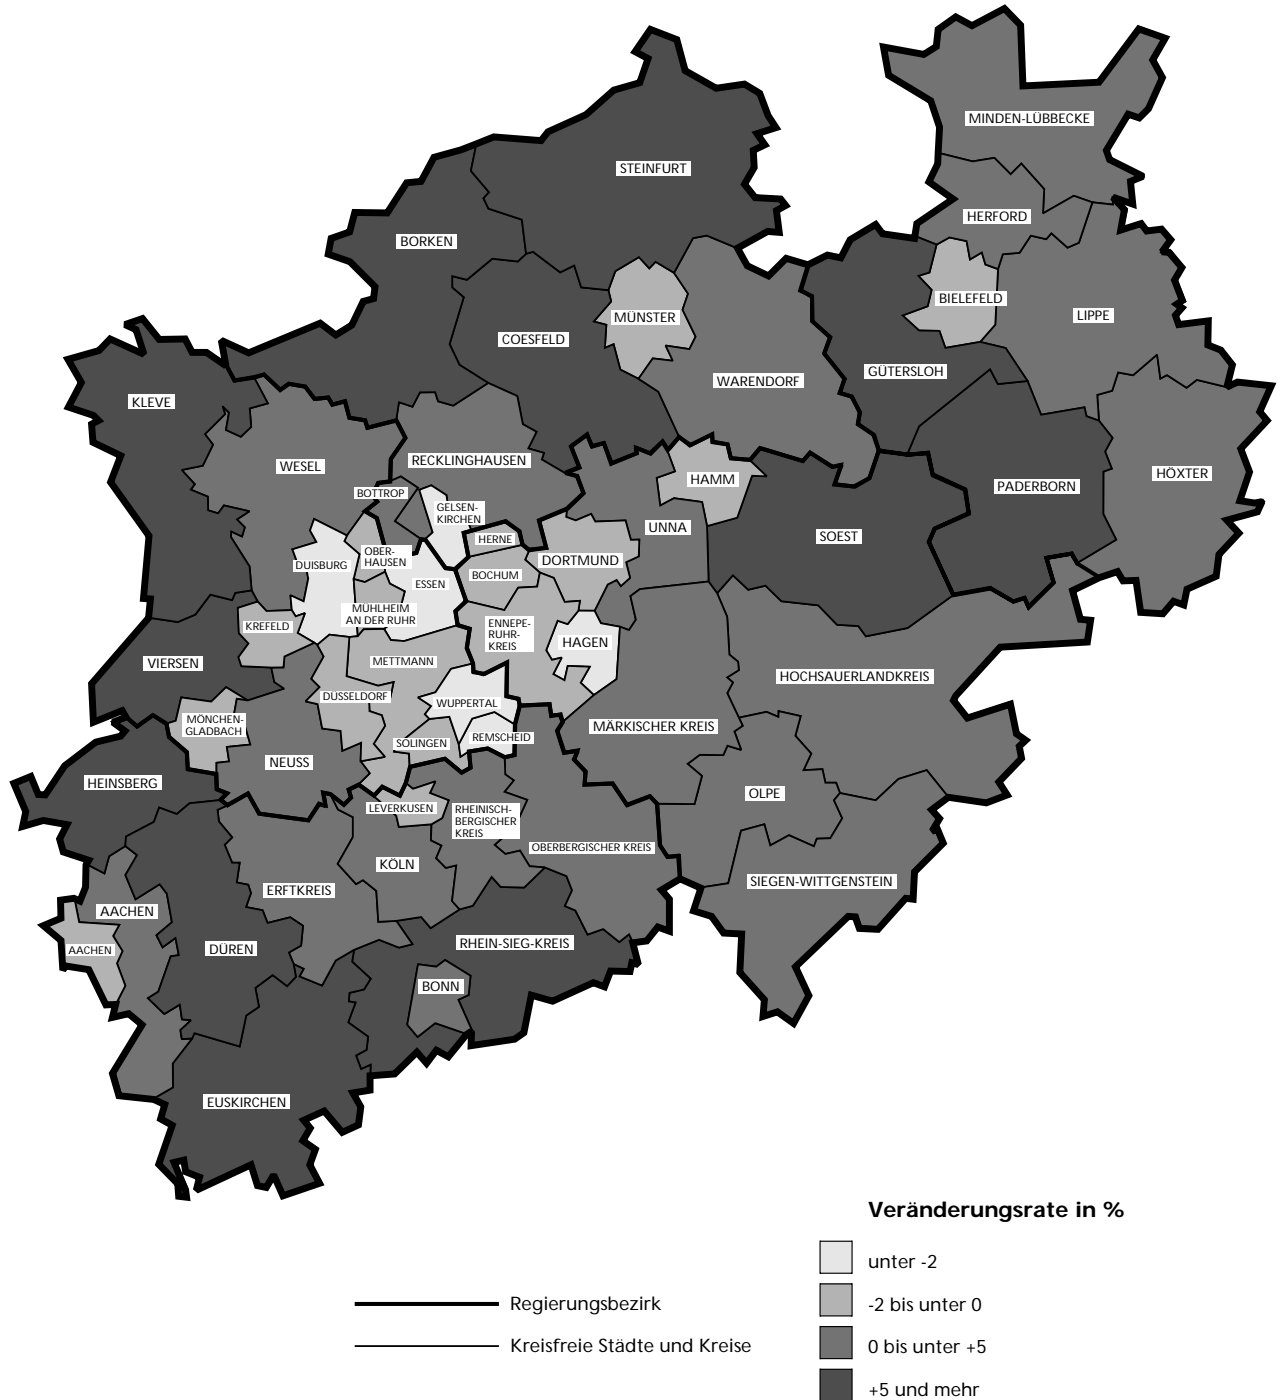 MINDEN-LÜBBECKE
STEINFURT
HERFORD
BORKEN
BIELEFELD
LIPPE
MÜNSTER
COESFELD
GÜTERSLOH
WARENDORF
KLEVE
RECKLINGHAUSEN
WESEL
HÖXTER
HAMM
PADERBORN
BOTTROP
GELSEN-
KIRCHEN
UNNA
SOEST
HERNE
OBER-
HAUSEN
DORTMUND
DUISBURG
BOCHUM
ESSEN
MÜHLHEIM
AN DER RUHR
KREFELD
ENNEPE-
RUHR-
KREIS
HAGEN
VIERSEN
METTMANN
HOCHSAUERLANDKREIS
DUSSELDORF
WUPPERTAL
MÖNCHEN-
GLADBACH
MÄRKISCHER KREIS
REMSCHEID
SOLINGEN
NEUSS
HEINSBERG
OLPE
LEVERKUSEN
RHEINISCH-
BERGISCHER
KREIS
OBERBERGISCHER KREIS
KÖLN
SIEGEN-WITTGENSTEIN
ERFTKREIS
AACHEN
RHEIN-SIEG-KREIS
AACHEN
DÜREN
BONN
EUSKIRCHEN
Veränderungsrate in %
unter -2
-2 bis unter 0
0 bis unter +5
+5 und mehr
Regierungsbezirk
Kreisfreie Städte und Kreise